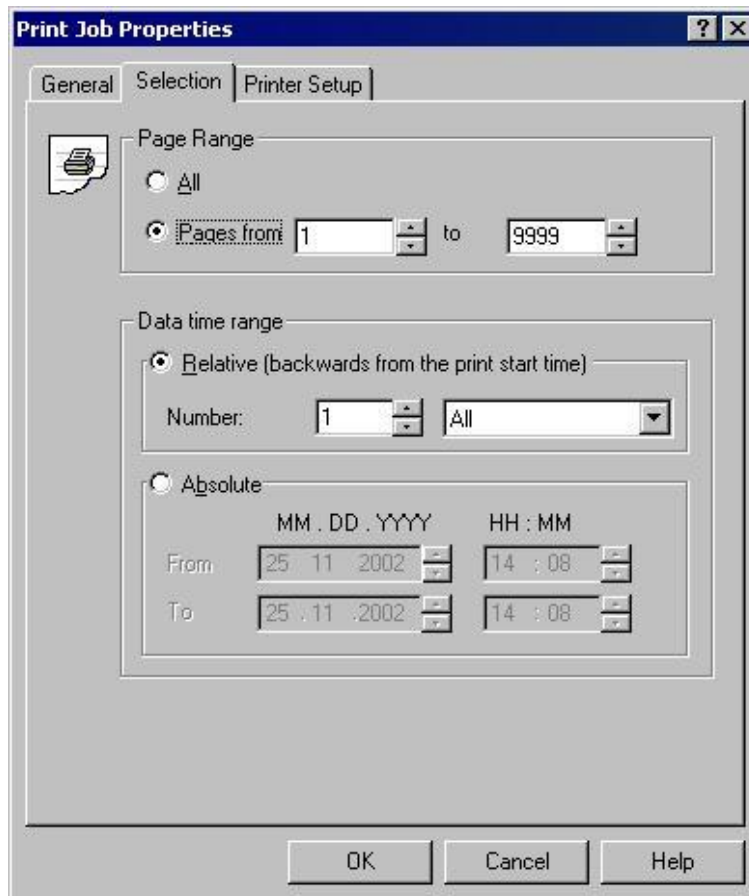 Print Job Properties
General Selection Printer Setup
Page Range
All
Pages from 1 to 9999
Data time range
Relative (backwards from the print start time)
Number: 1 All
Absolute
MM . DD . YYYY HH : MM
From 25 11 2002 14 : 08
To 25 . 11 .2002 14 : 08
OK Cancel Help